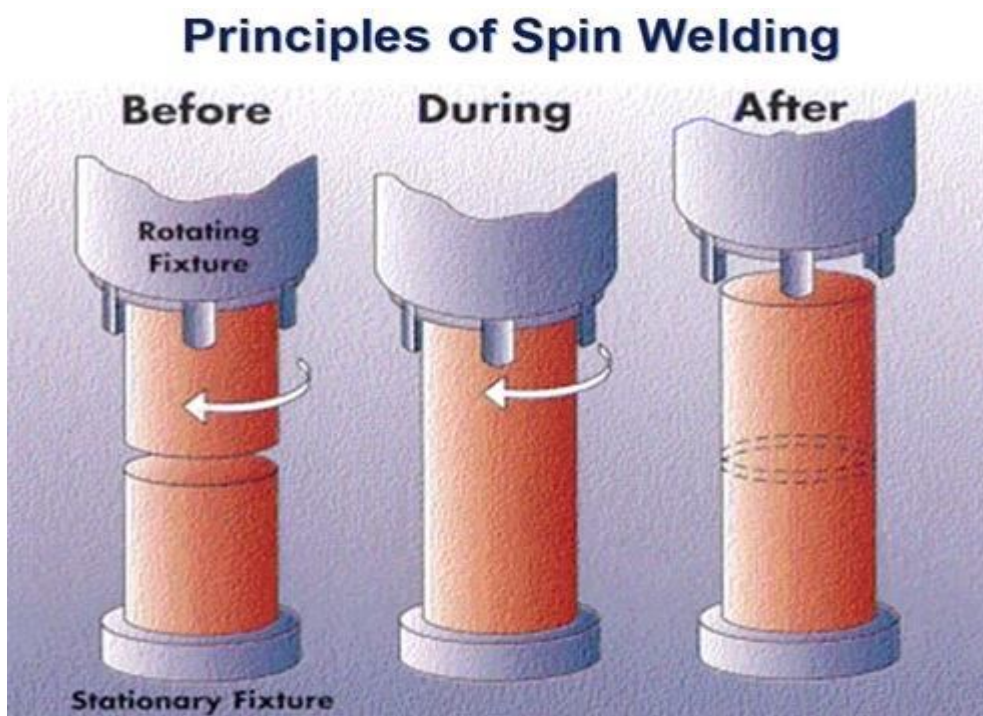 Principles of Spin Welding
Before
During
After
Rotating
Fixture
Stationary Fixture